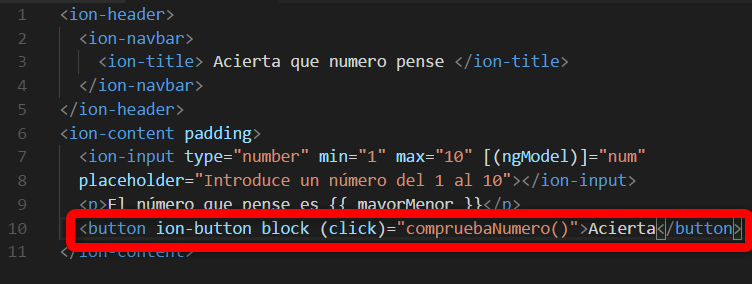 1 <ion-header>
2 <ion-navbar>
3 <ion-title> Acierta que numero pense </ion-title>
4 </ion-navbar>
5 </ion-header>
6 <ion-content padding>
7 <ion-input type="number" min="1" max="10" [(ngModel)]="num"
8 placeholder="Introduce un número del 1 al 10"></ion-input>
9 <p>El número que pense es {{ mayorMenor }}</p>
10 <button ion-button block (click)="compruebaNumero()">Acierta</button>
11 </ion-content>